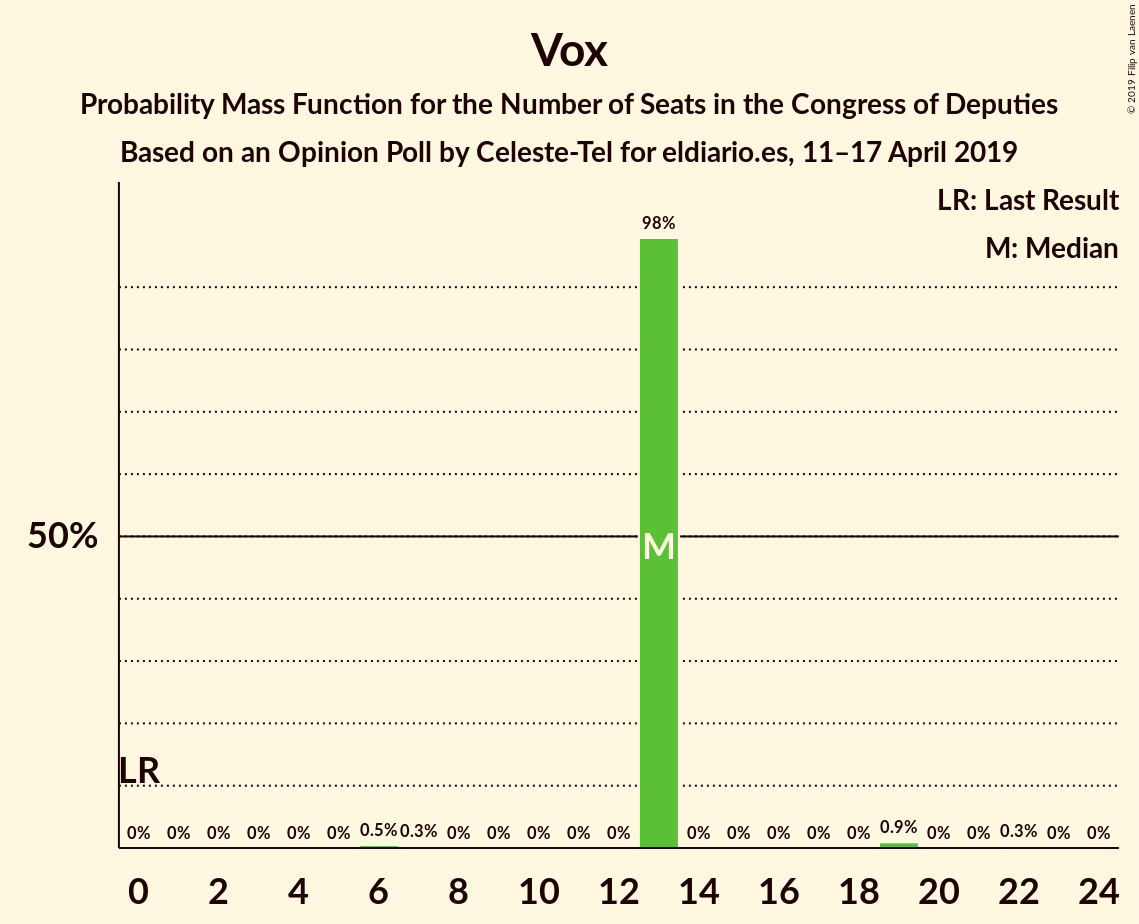 Vox
Probability Mass Function for the Number of Seats in the Congress of Deputies
Based on an Opinion Poll by Celeste-Tel for eldiario.es, 11–17 April 2019
© 2019 Filip van Laenen
LR: Last Result
M: Median
98%
50%
M
LR
0% 0% 0% 0% 0% 0% 0.5% 0.3% 0% 0% 0% 0% 0% 0% 0% 0% 0% 0% 0.9% 0% 0% 0.3% 0% 0%
0 2 4 6 8 10 12 14 16 18 20 22 24